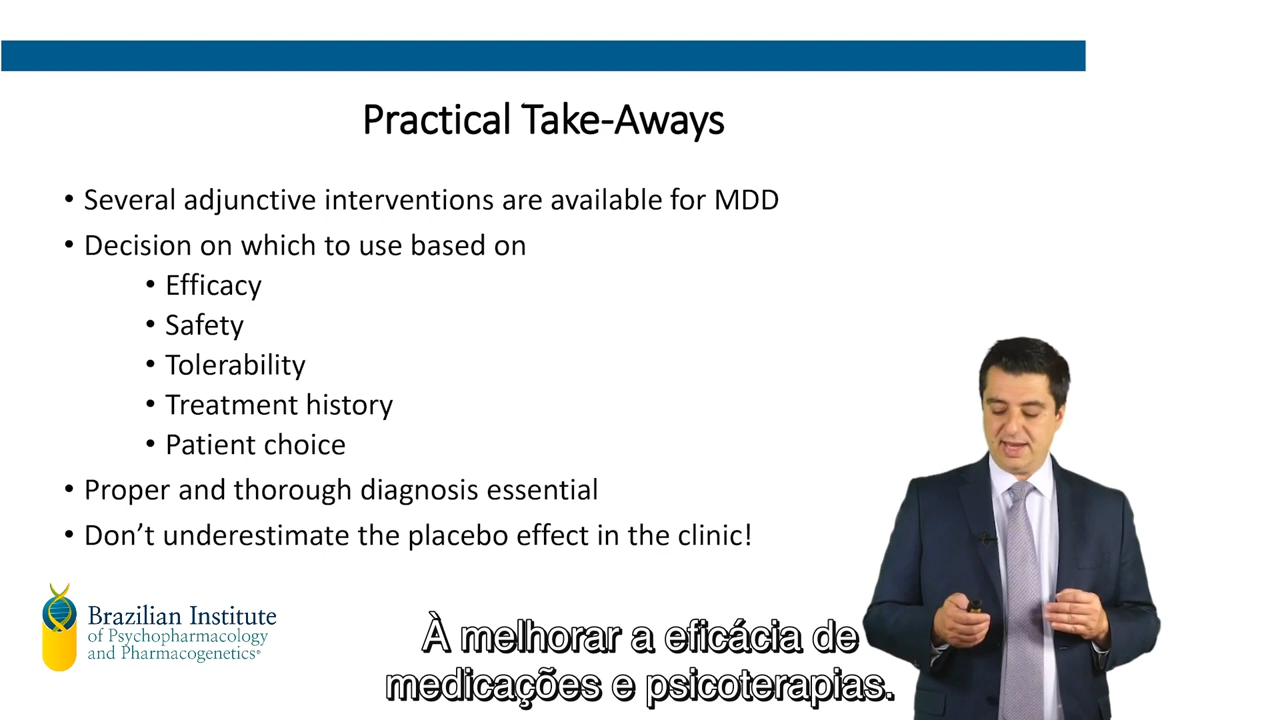 Practical Take-Aways
• Several adjunctive interventions are available for MDD
• Decision on which to use based on
• Efficacy
• Safety
• Tolerability
• Treatment history
• Patient choice
• Proper and thorough diagnosis essential
• Don’t underestimate the placebo effect in the clinic!
Brazilian Institute
of Psychopharmacology
and Pharmacogenetics®
À melhorar a eficácia de
medicações e psicoterapias.